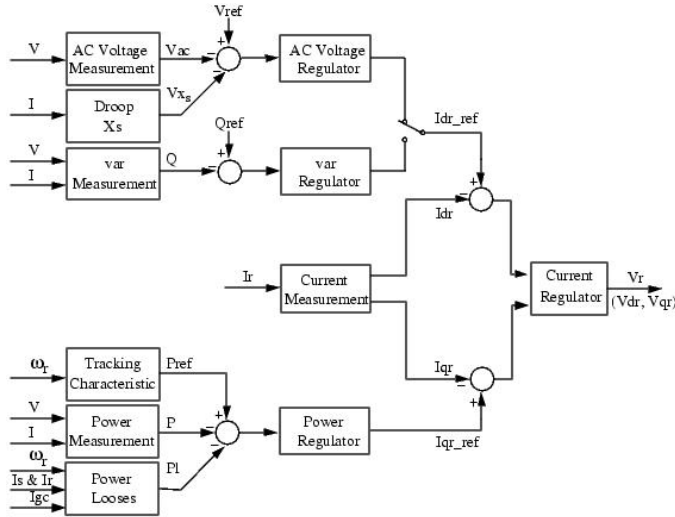 Vref
V
AC Voltage
Measurement
Vac
+
−
−
AC Voltage
Regulator
I
Droop
Xs
Vxs
Qref
V
I
var
Measurement
Q
+
−
var
Regulator
Idr_ref
+
−
Idr
Ir
Current
Measurement
Current
Regulator
Vr
(Vdr, Vqr)
Iqr
−
+
Iqr_ref
ωr
Tracking
Characteristic
Pref
V
I
Power
Measurement
P
+
−
−
Power
Regulator
ωr
Is & Ir
Igc
Power
Looses
Pl